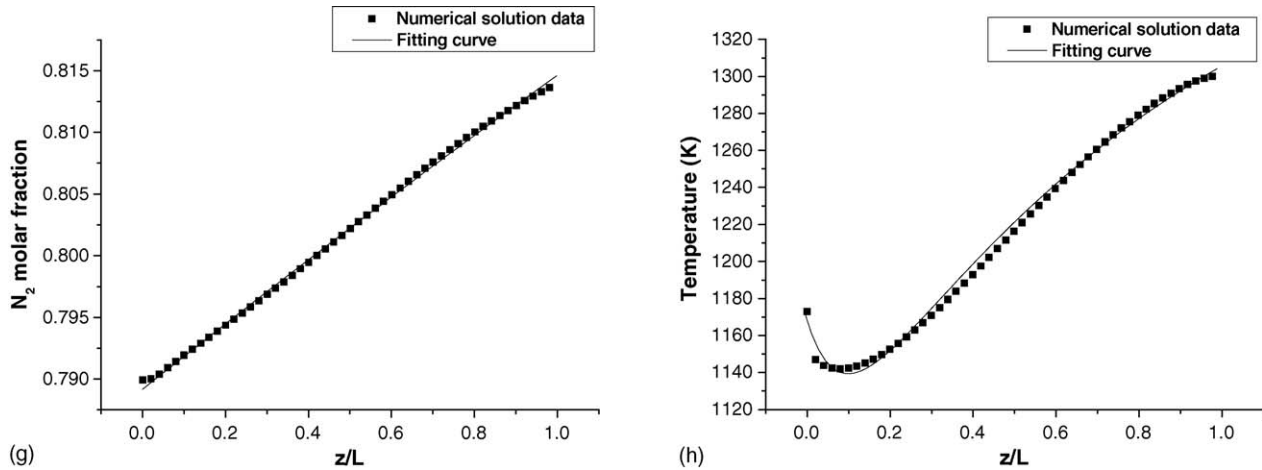 Numerical solution data
Fitting curve
N2 molar fraction
0.815
0.810
0.805
0.800
0.795
0.790
0.0 0.2 0.4 0.6 0.8 1.0
z/L
(g)
Numerical solution data
Fitting curve
Temperature (K)
1320
1300
1280
1260
1240
1220
1200
1180
1160
1140
1120
0.0 0.2 0.4 0.6 0.8 1.0
z/L
(h)